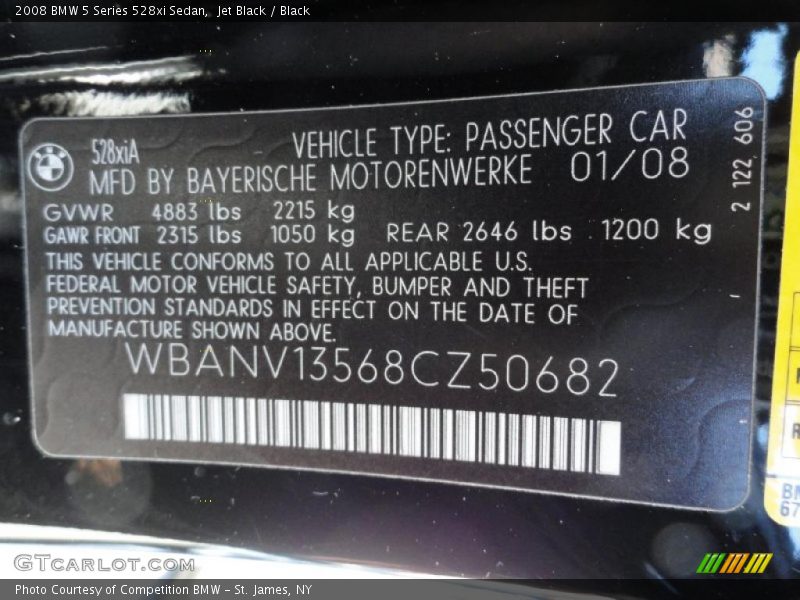 2008 BMW 5 Series 528xi Sedan,  Jet Black / Black
528xiA
VEHICLE TYPE: PASSENGER CAR
MFD BY BAYERISCHE MOTORENWERKE 01/08
GVWR 4883 lbs 2215 kg
GAWR FRONT 2315 lbs 1050 kg REAR 2646 lbs 1200 kg
THIS VEHICLE CONFORMS TO ALL APPLICABLE U.S.
FEDERAL MOTOR VEHICLE SAFETY, BUMPER AND THEFT
PREVENTION STANDARDS IN EFFECT ON THE DATE OF
MANUFACTURE SHOWN ABOVE.
WBANV13568CZ50682
2 122 606
GTCARLOT.COM
Photo Courtesy of Competition BMW – St. James, NY